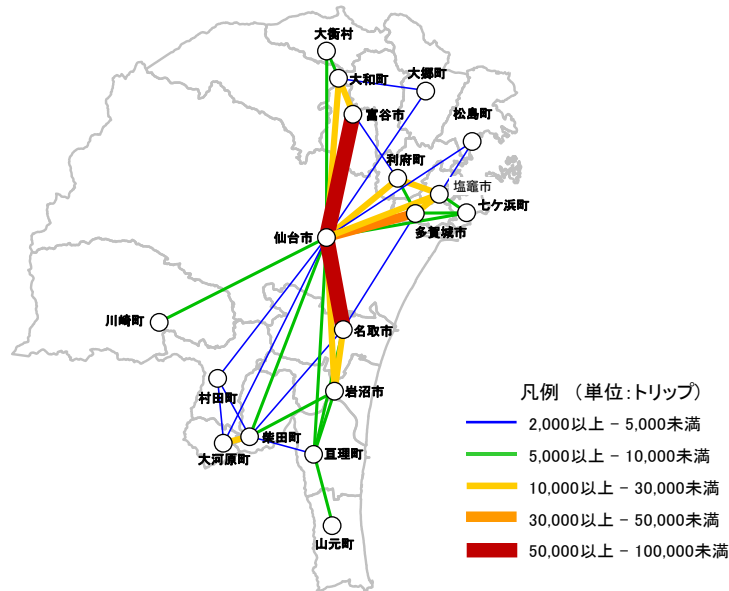 大衡村
大和町
大郷町
富谷市
松島町
利府町
塩竈市
七ケ浜町
多賀城市
仙台市
川崎町
名取市
岩沼市
村田町
柴田町
大河原町
亘理町
山元町
凡例 （単位：トリップ）
2,000以上 − 5,000未満
5,000以上 − 10,000未満
10,000以上 − 30,000未満
30,000以上 − 50,000未満
50,000以上 − 100,000未満